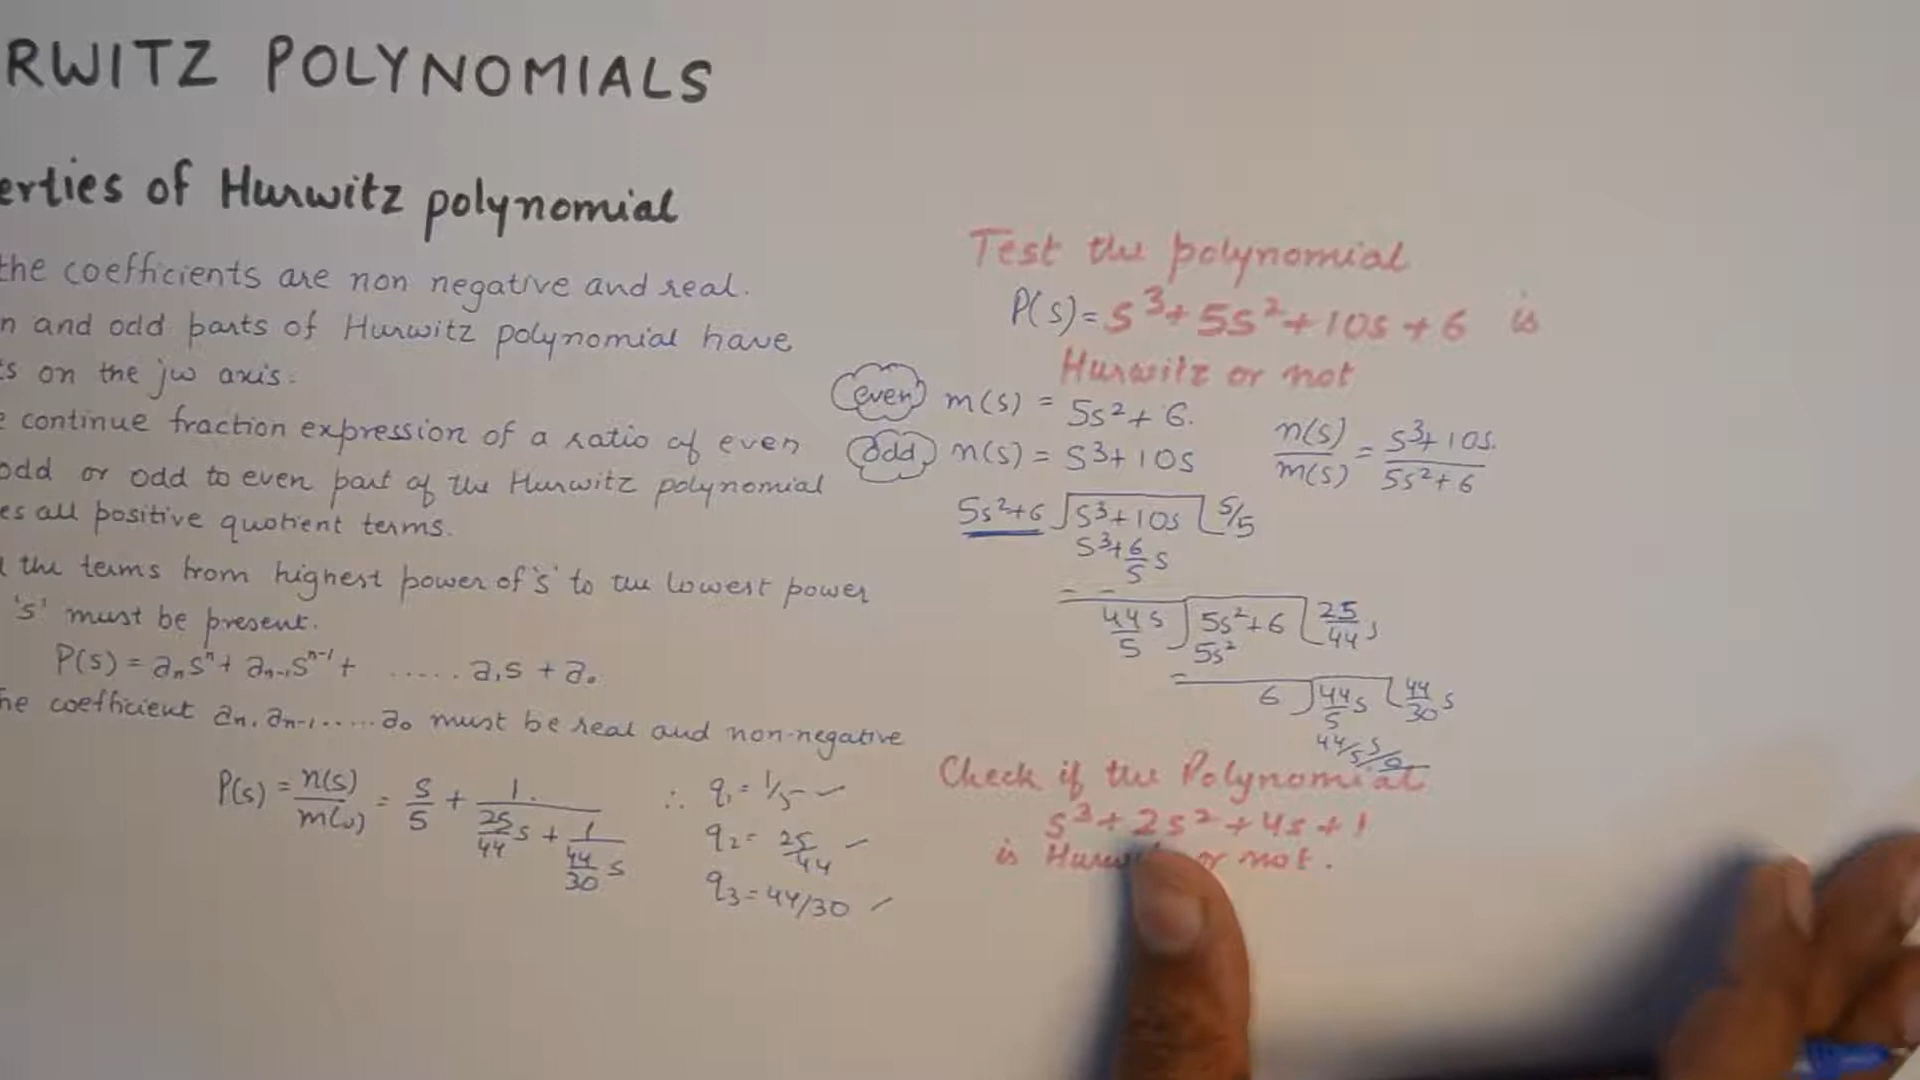 RWITZ POLYNOMIALS
erties of Hurwitz polynomial
the coefficients are non negative and real.
n and odd parts of Hurwitz polynomial have
s on the jw axis.
e continue fraction expression of a ratio of even
odd or odd to even part of the Hurwitz polynomial
es all positive quotient terms.
the terms from highest power of 's' to the lowest power
's' must be present.
P(s) = aₙsⁿ + aₙ₋₁sⁿ⁻¹ + ...... a₁s + a₀
he coefficient aₙ, aₙ₋₁ ..... a₀ must be real and non-negative
P(s) = n(s)/m(s) = s/5 + 1/(25/44 s + 1/(44/30 s))
∴ q₁ = 1/5
q₂ = 25/44
q₃ = 44/30
Test the polynomial
P(s) = s³ + 5s² + 10s + 6 is
Hurwitz or not
even m(s) = 5s² + 6.
odd n(s) = s³ + 10s
n(s)/m(s) = s³ + 10s/5s² + 6
5s² + 6 s³ + 10s s/5
s³ + 6/5 s
44s/5 5s² + 6 25/44 s
5s²
6 44/5 s 44/30 s
44/5 s
Check if the Polynomial
s³ + 2s² + 4s + 1
is or not.